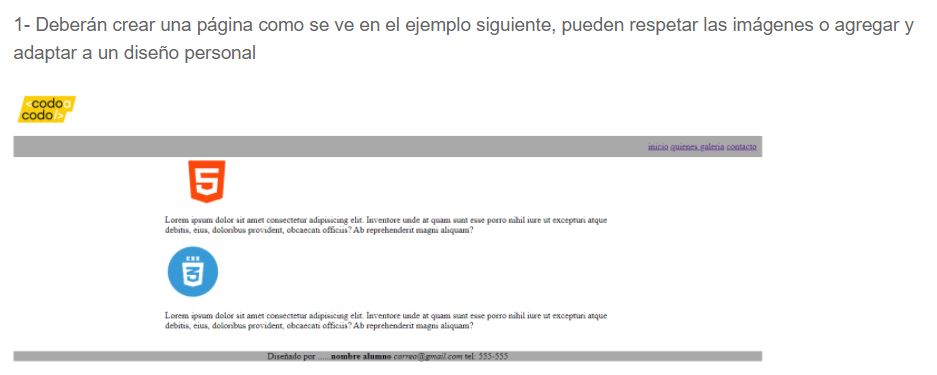 1- Deberán crear una página como se ve en el ejemplo siguiente, pueden respetar las imágenes o agregar y
adaptar a un diseño personal
<codoa
codo/>
inicio quienes galeria contacto
5
Lorem ipsum dolor sit amet consectetur adipisicing elit. Inventore unde at quam sunt esse porro nihil iure ut excepturi atque
debitis, eius, doloribus provident, obcaecati officiis? Ab reprehenderit magni aliquam?
CSS
3
Lorem ipsum dolor sit amet consectetur adipisicing elit. Inventore unde at quam sunt esse porro nihil iure ut excepturi atque
debitis, eius, doloribus provident, obcaecati officiis? Ab reprehenderit magni aliquam?
Diseñado por ......nombre alumno correo@gmail.com tel: 555-555